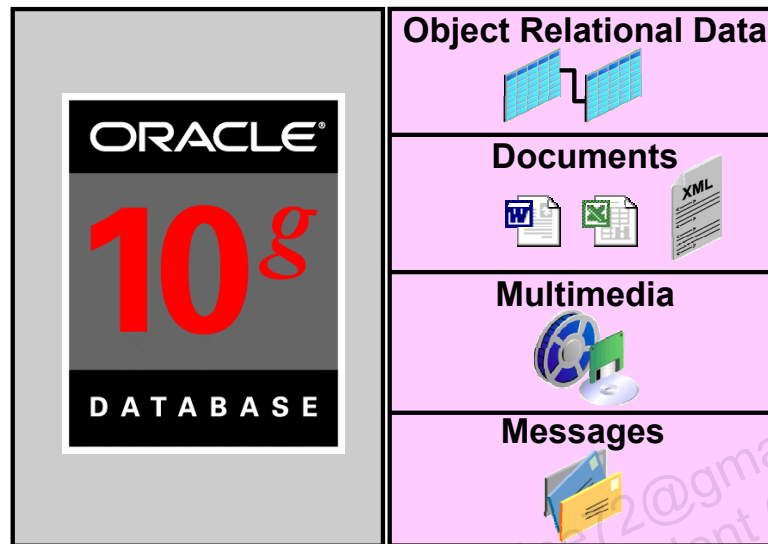 ORACLE®
10g
DATABASE
Object Relational Data
Documents
W
X
XML
Multimedia
Messages